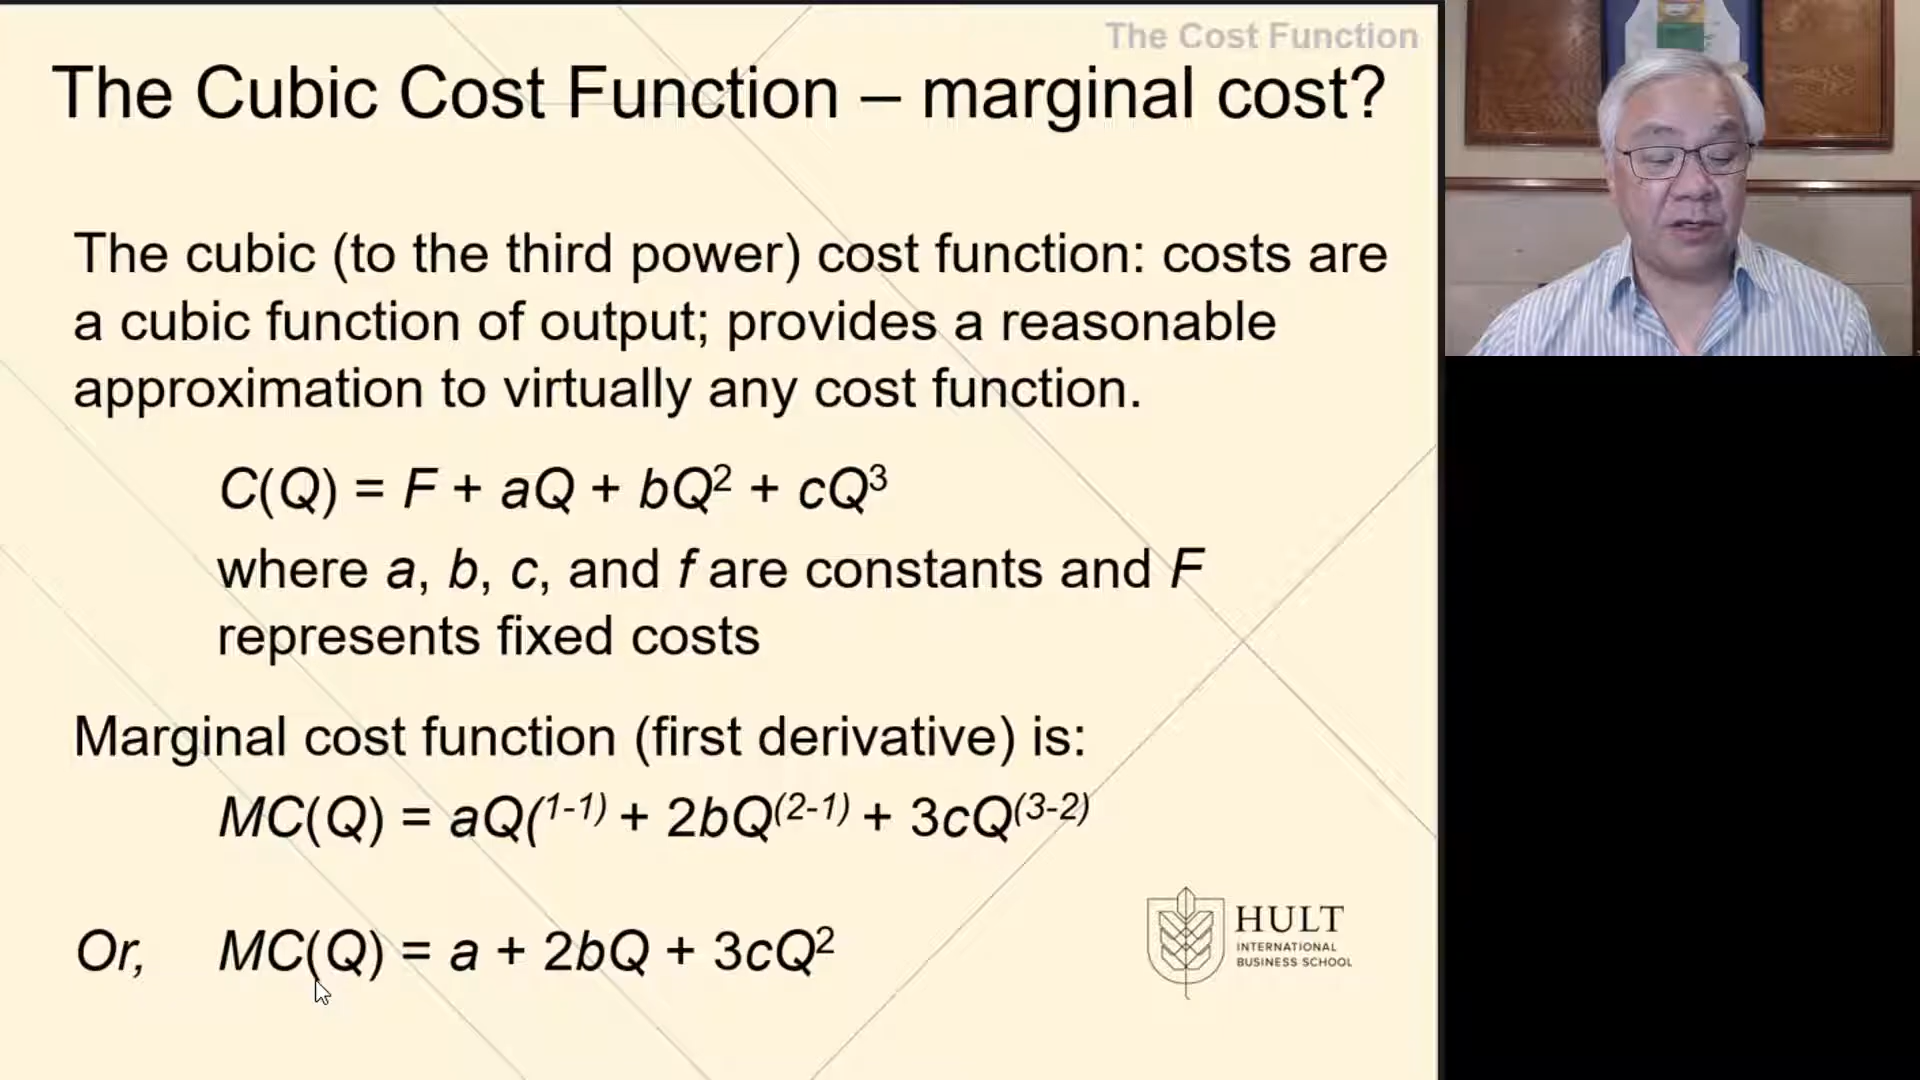 The Cost Function
The Cubic Cost Function – marginal cost?
The cubic (to the third power) cost function: costs are
a cubic function of output; provides a reasonable
approximation to virtually any cost function.
C(Q) = F + aQ + bQ² + cQ³
where a, b, c, and f are constants and F
represents fixed costs
Marginal cost function (first derivative) is:
MC(Q) = aQ⁽¹⁻¹⁾ + 2bQ⁽²⁻¹⁾ + 3cQ⁽³⁻²⁾
Or, MC(Q) = a + 2bQ + 3cQ²
HULT
INTERNATIONAL
BUSINESS SCHOOL